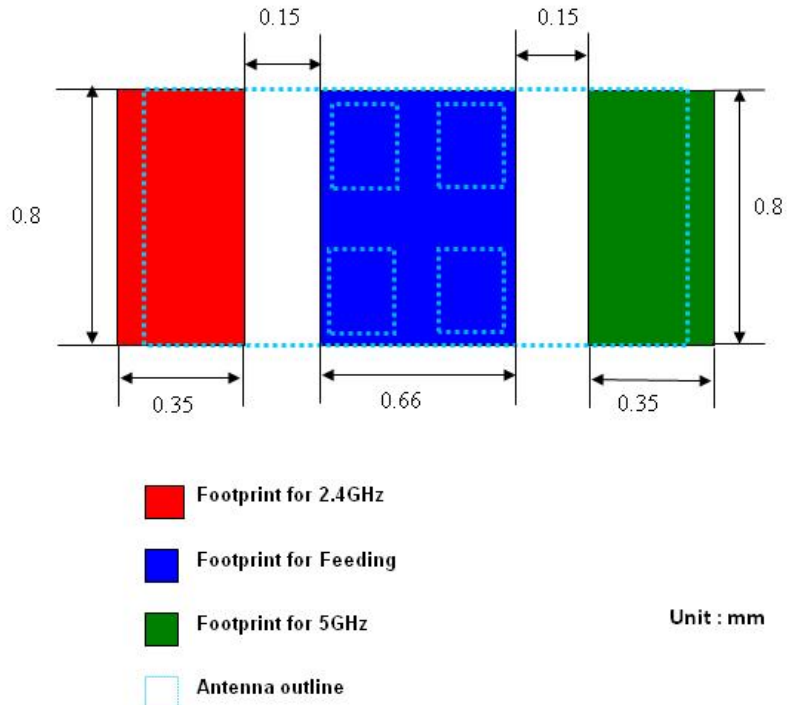 0.15
0.15
0.8
0.8
0.35
0.66
0.35
Footprint for 2.4GHz
Footprint for Feeding
Footprint for 5GHz
Unit : mm
Antenna outline